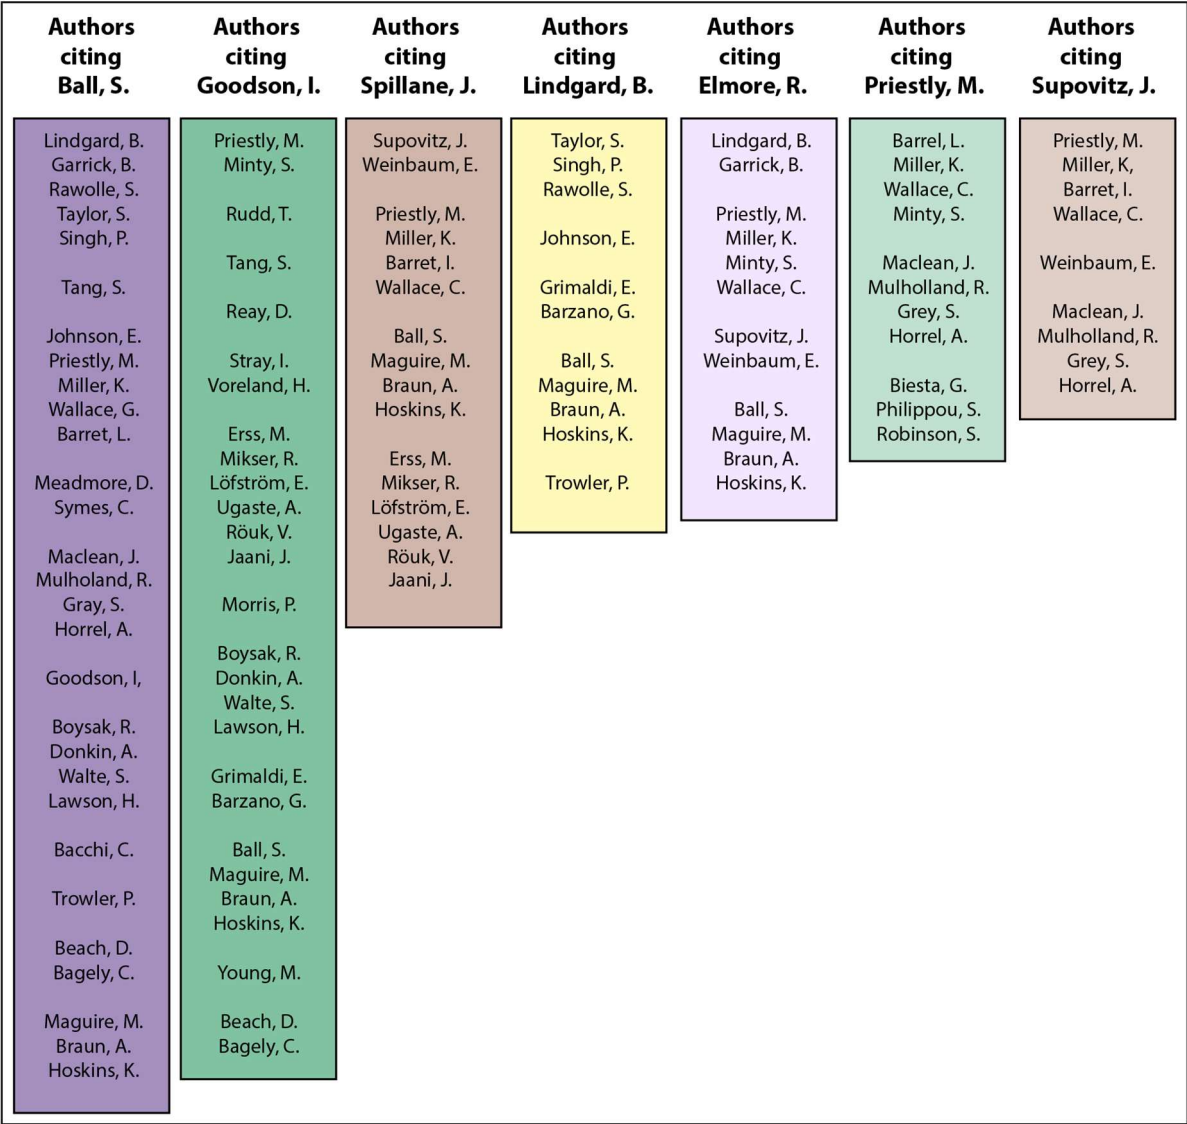 Authors
citing
Ball, S.
Lindgard, B.
Garrick, B.
Rawolle, S.
Taylor, S.
Singh, P.
Tang, S.
Johnson, E.
Priestly, M.
Miller, K.
Wallace, G.
Barret, L.
Meadmore, D.
Symes, C.
Maclean, J.
Mulholand, R.
Gray, S.
Horrel, A.
Goodson, I,
Boysak, R.
Donkin, A.
Walte, S.
Lawson, H.
Bacchi, C.
Trowler, P.
Beach, D.
Bagely, C.
Maguire, M.
Braun, A.
Hoskins, K.
Authors
citing
Goodson, I.
Priestly, M.
Minty, S.
Rudd, T.
Tang, S.
Reay, D.
Stray, I.
Voreland, H.
Erss, M.
Mikser, R.
Löfström, E.
Ugaste, A.
Röuk, V.
Jaani, J.
Morris, P.
Boysak, R.
Donkin, A.
Walte, S.
Lawson, H.
Grimaldi, E.
Barzano, G.
Ball, S.
Maguire, M.
Braun, A.
Hoskins, K.
Young, M.
Beach, D.
Bagely, C.
Authors
citing
Spillane, J.
Supovitz, J.
Weinbaum, E.
Priestly, M.
Miller, K.
Barret, I.
Wallace, C.
Ball, S.
Maguire, M.
Braun, A.
Hoskins, K.
Erss, M.
Mikser, R.
Löfström, E.
Ugaste, A.
Röuk, V.
Jaani, J.
Authors
citing
Lindgard, B.
Taylor, S.
Singh, P.
Rawolle, S.
Johnson, E.
Grimaldi, E.
Barzano, G.
Ball, S.
Maguire, M.
Braun, A.
Hoskins, K.
Trowler, P.
Authors
citing
Elmore, R.
Lindgard, B.
Garrick, B.
Priestly, M.
Miller, K.
Minty, S.
Wallace, C.
Supovitz, J.
Weinbaum, E.
Ball, S.
Maguire, M.
Braun, A.
Hoskins, K.
Authors
citing
Priestly, M.
Barrel, L.
Miller, K.
Wallace, C.
Minty, S.
Maclean, J.
Mulholland, R.
Grey, S.
Horrel, A.
Biesta, G.
Philippou, S.
Robinson, S.
Authors
citing
Supovitz, J.
Priestly, M.
Miller, K,
Barret, I.
Wallace, C.
Weinbaum, E.
Maclean, J.
Mulholland, R.
Grey, S.
Horrel, A.